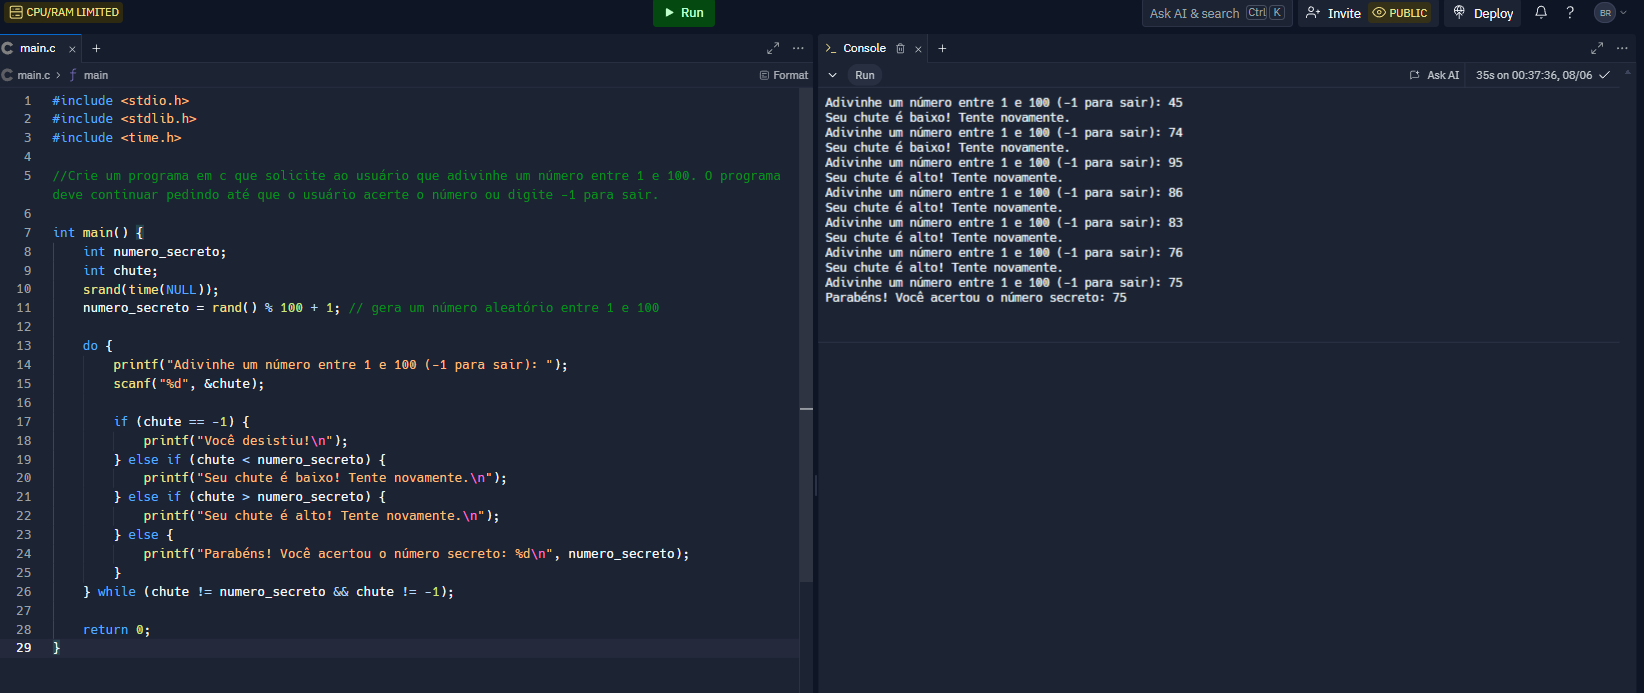 CPU/RAM LIMITED
Run
Ask AI & search Ctrl K
Invite
PUBLIC
Deploy
?
BR
main.c × +
main.c > ƒ main
Format
1 #include <stdio.h>
2 #include <stdlib.h>
3 #include <time.h>
4
5 //Crie um programa em c que solicite ao usuário que adivinhe um número entre 1 e 100. O programa
deve continuar pedindo até que o usuário acerte o número ou digite -1 para sair.
6
7 int main() {
8 int numero_secreto;
9 int chute;
10 srand(time(NULL));
11 numero_secreto = rand() % 100 + 1; // gera um número aleatório entre 1 e 100
12
13 do {
14 printf("Adivinhe um número entre 1 e 100 (-1 para sair): ");
15 scanf("%d", &chute);
16
17 if (chute == -1) {
18 printf("Você desistiu!\n");
19 } else if (chute < numero_secreto) {
20 printf("Seu chute é baixo! Tente novamente.\n");
21 } else if (chute > numero_secreto) {
22 printf("Seu chute é alto! Tente novamente.\n");
23 } else {
24 printf("Parabéns! Você acertou o número secreto: %d\n", numero_secreto);
25 }
26 } while (chute != numero_secreto && chute != -1);
27
28 return 0;
29 }
Console × +
Run
Ask AI
35s on 00:37:36, 08/06
Adivinhe um número entre 1 e 100 (-1 para sair): 45
Seu chute é baixo! Tente novamente.
Adivinhe um número entre 1 e 100 (-1 para sair): 74
Seu chute é baixo! Tente novamente.
Adivinhe um número entre 1 e 100 (-1 para sair): 95
Seu chute é alto! Tente novamente.
Adivinhe um número entre 1 e 100 (-1 para sair): 86
Seu chute é alto! Tente novamente.
Adivinhe um número entre 1 e 100 (-1 para sair): 83
Seu chute é alto! Tente novamente.
Adivinhe um número entre 1 e 100 (-1 para sair): 76
Seu chute é alto! Tente novamente.
Adivinhe um número entre 1 e 100 (-1 para sair): 75
Parabéns! Você acertou o número secreto: 75